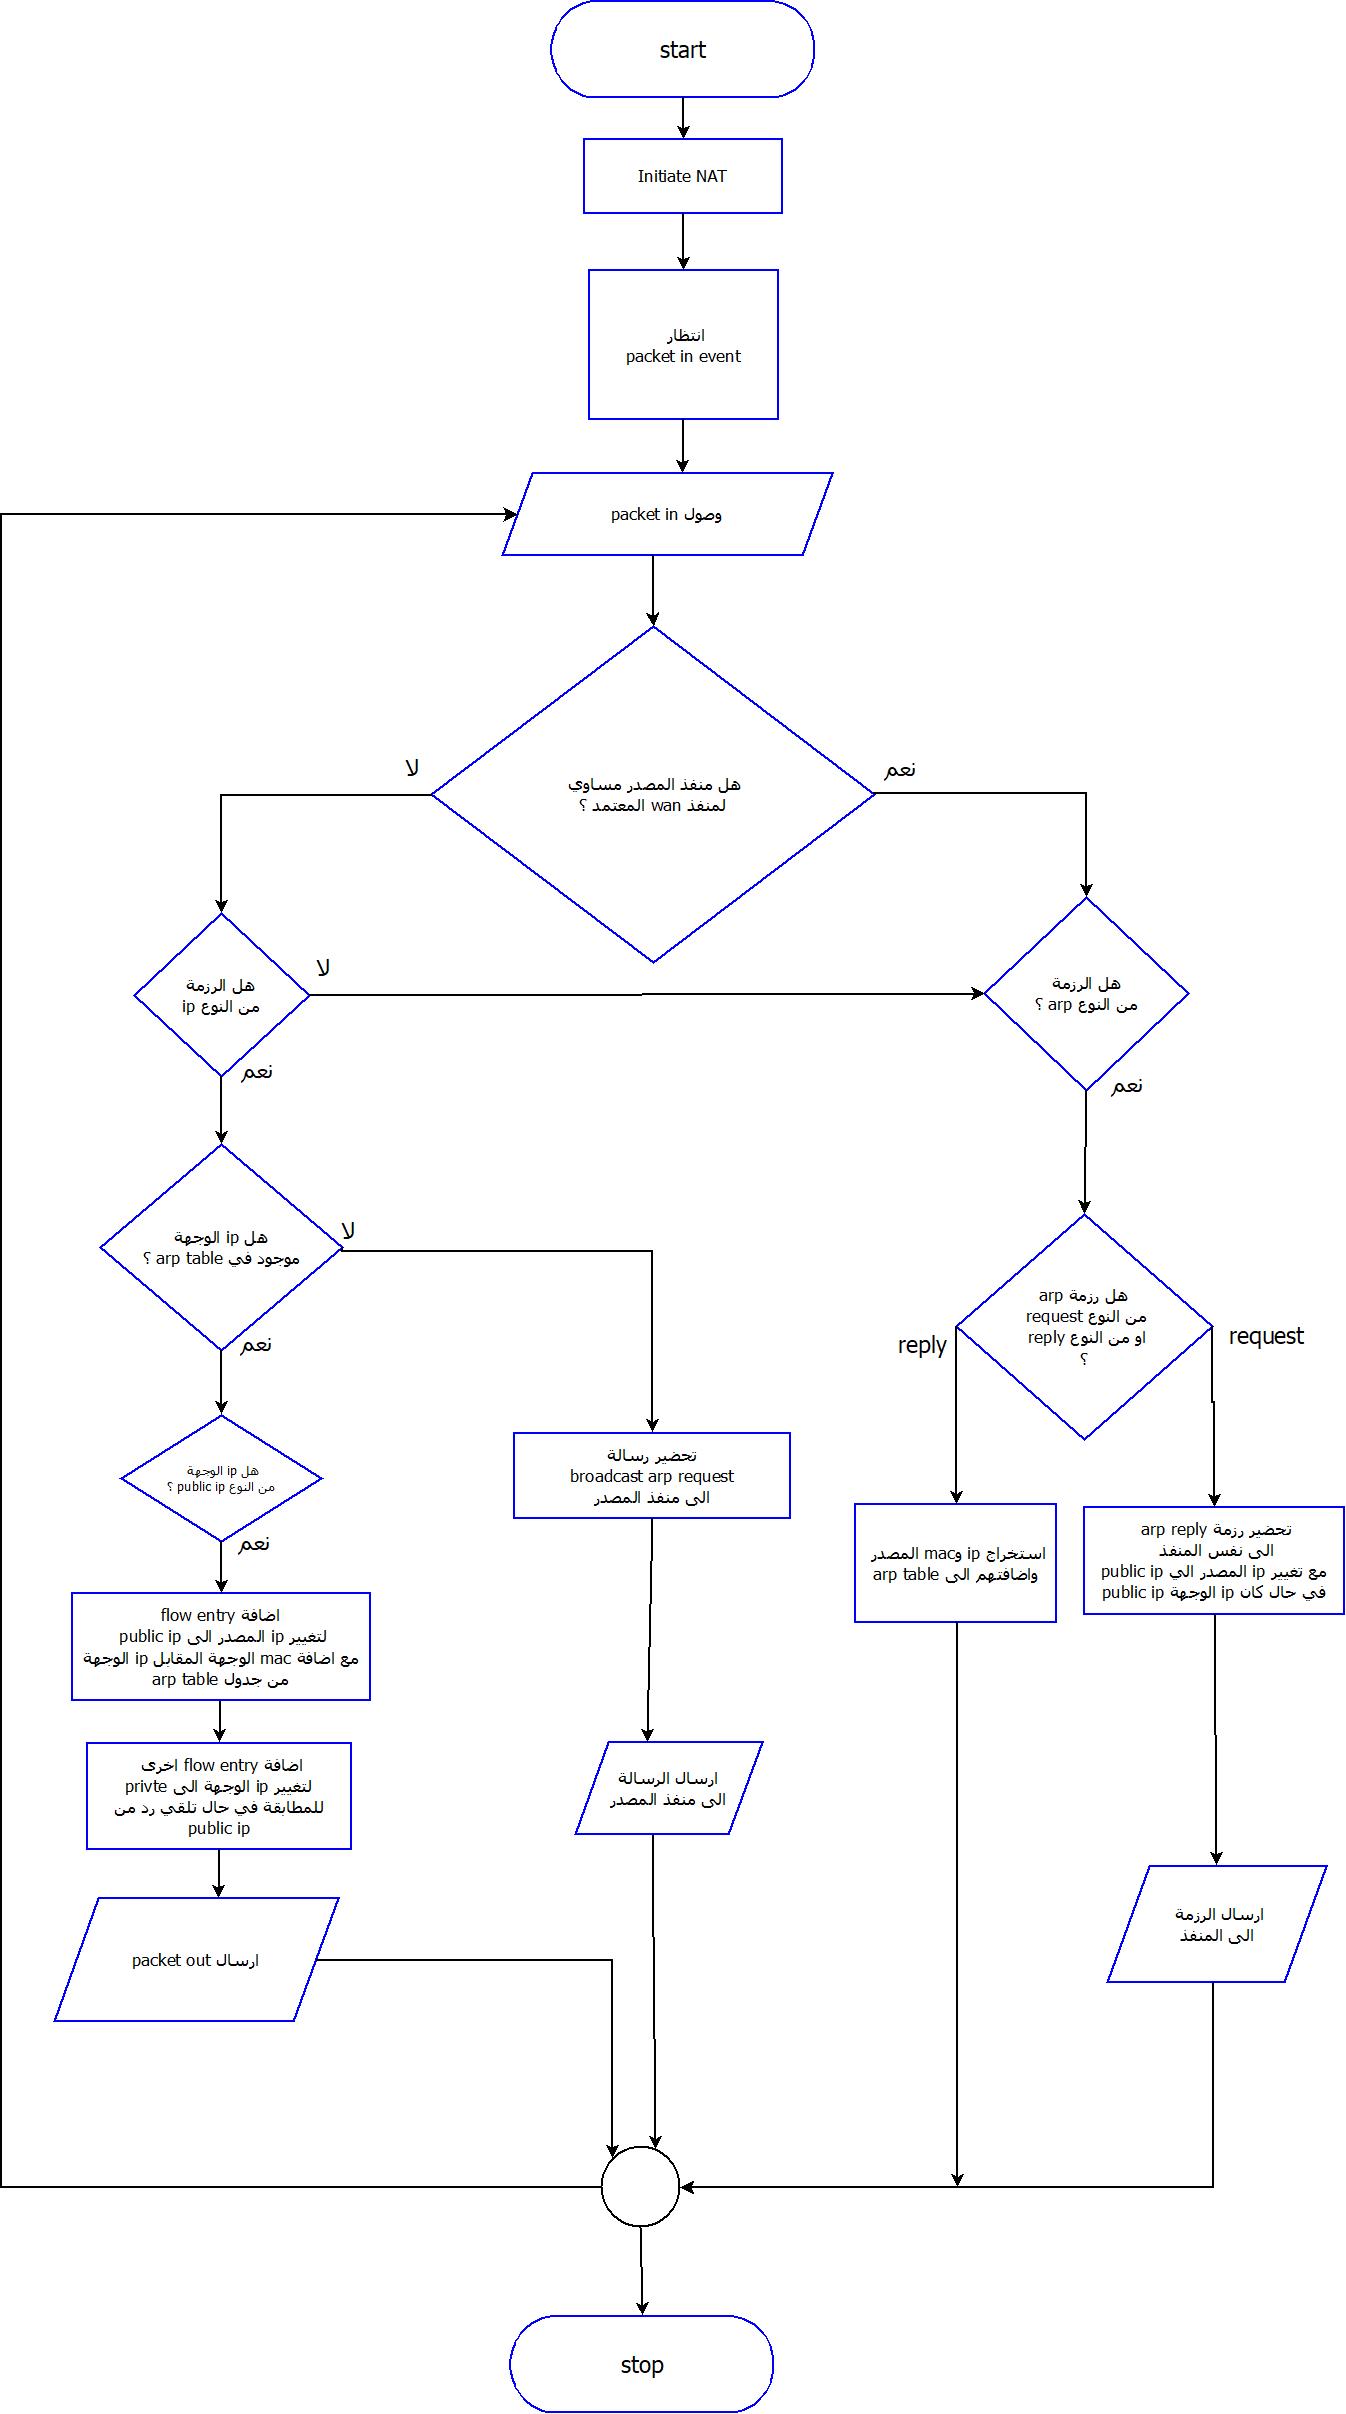 start
Initiate NAT
انتظار
packet in event
وصول packet in
هل منفذ المصدر مساوي
لمنفذ wan المعتمد ؟
لا
نعم
هل الرزمة
من النوع ip
لا
نعم
هل الرزمة
من النوع arp ؟
نعم
هل ip الوجهة
موجود في arp table ؟
لا
نعم
هل رزمة arp
من النوع request
او من النوع reply
؟
reply
request
هل ip الوجهة
من النوع public ip ؟
نعم
تحضير رسالة
broadcast arp request
الى منفذ المصدر
استخراج ip وmac المصدر
واضافتهم الى arp table
تحضير رزمة arp reply
الى نفس المنفذ
مع تغيير ip المصدر الي public ip
في حال كان ip الوجهة public ip
اضافة flow entry
لتغيير ip المصدر الى public ip
مع اضافة mac الوجهة المقابل ip الوجهة
من جدول arp table
اضافة flow entry اخرى
لتغيير ip الوجهة الى privte
للمطابقة في حال تلقي رد من
public ip
ارسال الرسالة
الى منفذ المصدر
ارسال الرزمة
الى المنفذ
ارسال packet out
stop